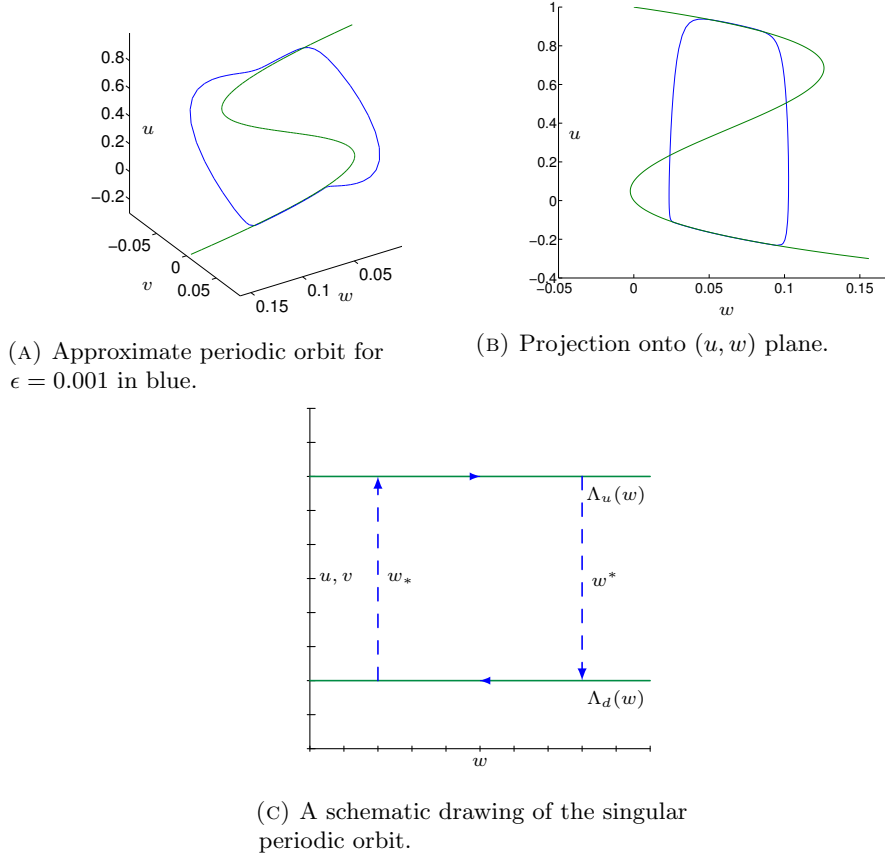 0.8
0.6
0.4
0.2
0
−0.2
u
−0.05
0
0.05
v
0.15
0.1
0.05
w
1
0.8
0.6
0.4
0.2
0
−0.2
−0.4
u
−0.05
0
0.05
0.1
0.15
w
(A) Approximate periodic orbit for
ϵ = 0.001 in blue.
(B) Projection onto (u, w) plane.
Λu(w)
u, v
w∗
w*
Λd(w)
w
(C) A schematic drawing of the singular
periodic orbit.